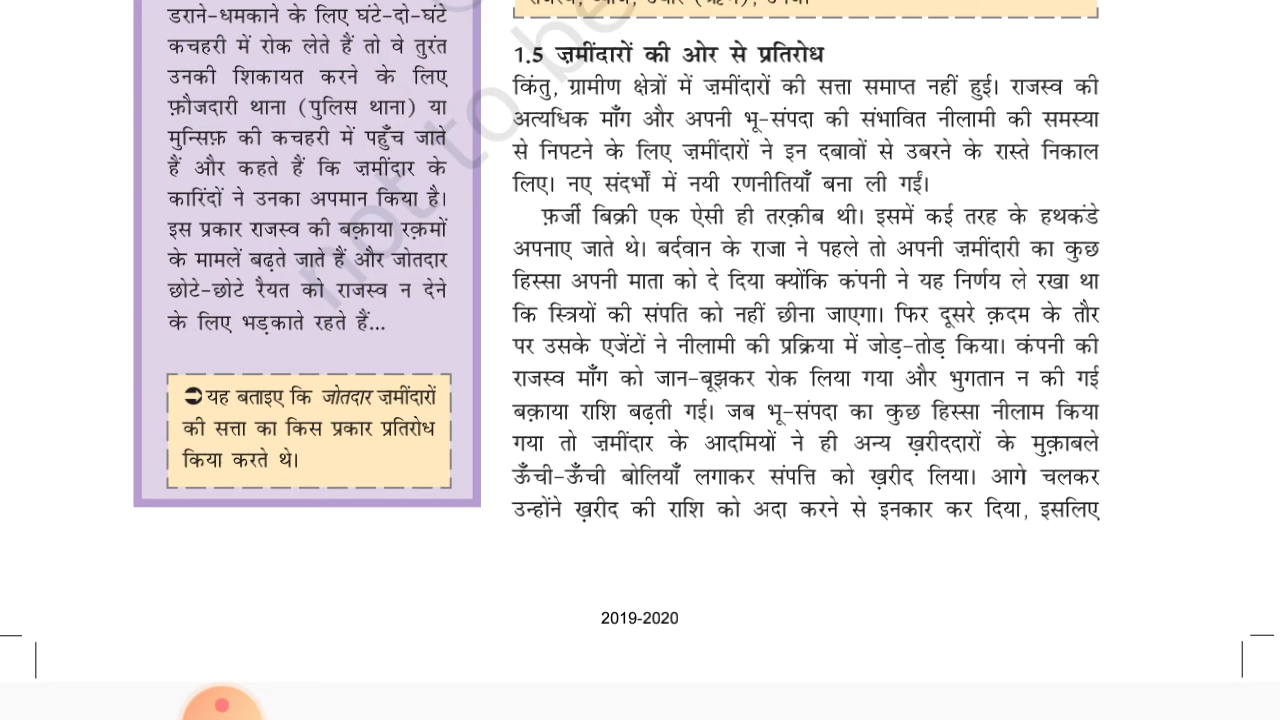 डराने-धमकाने के लिए घंटे-दो-घंटे
कचहरी में रोक लेते हैं तो वे तुरंत
उनकी शिकायत करने के लिए
फ़ौजदारी थाना (पुलिस थाना) या
मुन्सिफ़ की कचहरी में पहुँच जाते
हैं और कहते हैं कि ज़मींदार के
कारिंदों ने उनका अपमान किया है।
इस प्रकार राजस्व की बक़ाया रक़मों
के मामलें बढ़ते जाते हैं और जोतदार
छोटे-छोटे रैयत को राजस्व न देने
के लिए भड़काते रहते हैं...
➲यह बताइए कि जोतदार ज़मींदारों
की सत्ता का किस प्रकार प्रतिरोध
किया करते थे।
1.5 ज़मींदारों की ओर से प्रतिरोध
किंतु, ग्रामीण क्षेत्रों में ज़मींदारों की सत्ता समाप्त नहीं हुई। राजस्व की
अत्यधिक माँग और अपनी भू-संपदा की संभावित नीलामी की समस्या
से निपटने के लिए ज़मींदारों ने इन दबावों से उबरने के रास्ते निकाल
लिए। नए संदर्भों में नयी रणनीतियाँ बना ली गईं।
फ़र्जी बिक्री एक ऐसी ही तरक़ीब थी। इसमें कई तरह के हथकंडे
अपनाए जाते थे। बर्दवान के राजा ने पहले तो अपनी ज़मींदारी का कुछ
हिस्सा अपनी माता को दे दिया क्योंकि कंपनी ने यह निर्णय ले रखा था
कि स्त्रियों की संपति को नहीं छीना जाएगा। फिर दूसरे क़दम के तौर
पर उसके एजेंटों ने नीलामी की प्रक्रिया में जोड़-तोड़ किया। कंपनी की
राजस्व माँग को जान-बूझकर रोक लिया गया और भुगतान न की गई
बक़ाया राशि बढ़ती गई। जब भू-संपदा का कुछ हिस्सा नीलाम किया
गया तो ज़मींदार के आदमियों ने ही अन्य ख़रीददारों के मुक़ाबले
ऊँची-ऊँची बोलियाँ लगाकर संपत्ति को ख़रीद लिया। आगे चलकर
उन्होंने ख़रीद की राशि को अदा करने से इनकार कर दिया, इसलिए
not to be
2019-2020